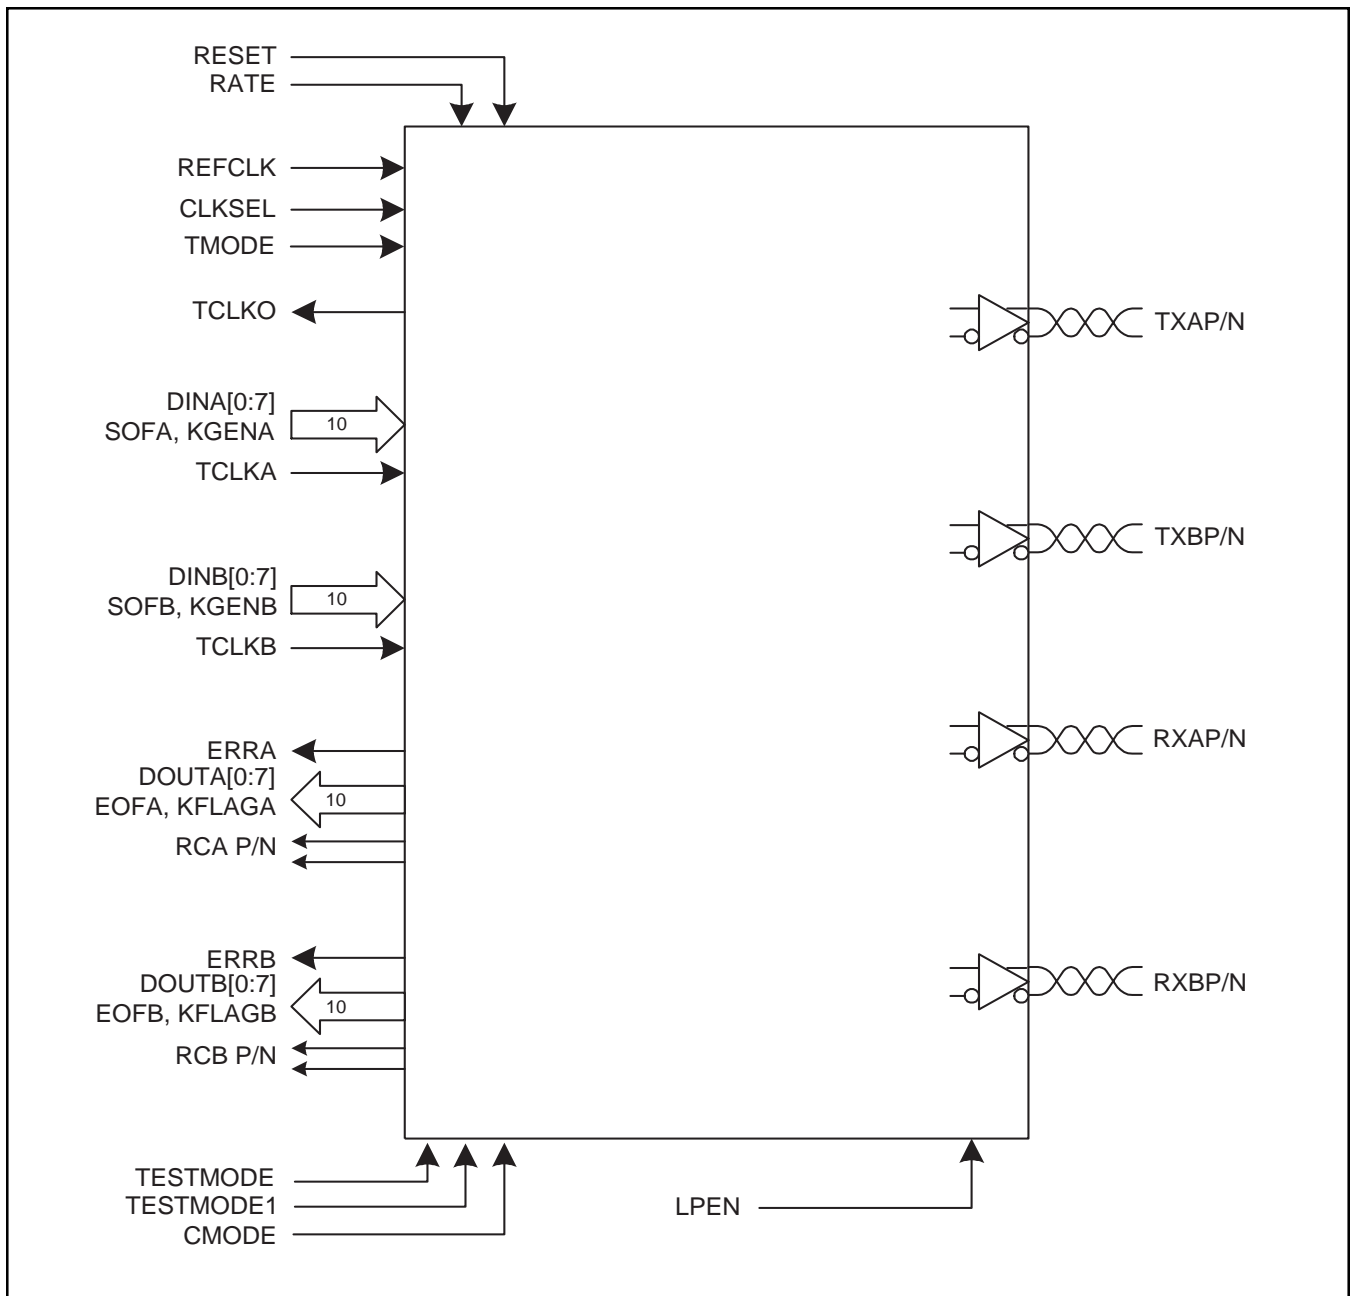 RESET
RATE
REFCLK
CLKSEL
TMODE
TCLKO
TXAP/N
DINA[0:7]
SOFA, KGENA
10
TCLKA
TXBP/N
DINB[0:7]
SOFB, KGENB
10
TCLKB
RXAP/N
ERRA
DOUTA[0:7]
EOFA, KFLAGA
10
RCA P/N
ERRB
DOUTB[0:7]
EOFB, KFLAGB
10
RXBP/N
RCB P/N
TESTMODE
TESTMODE1
CMODE
LPEN